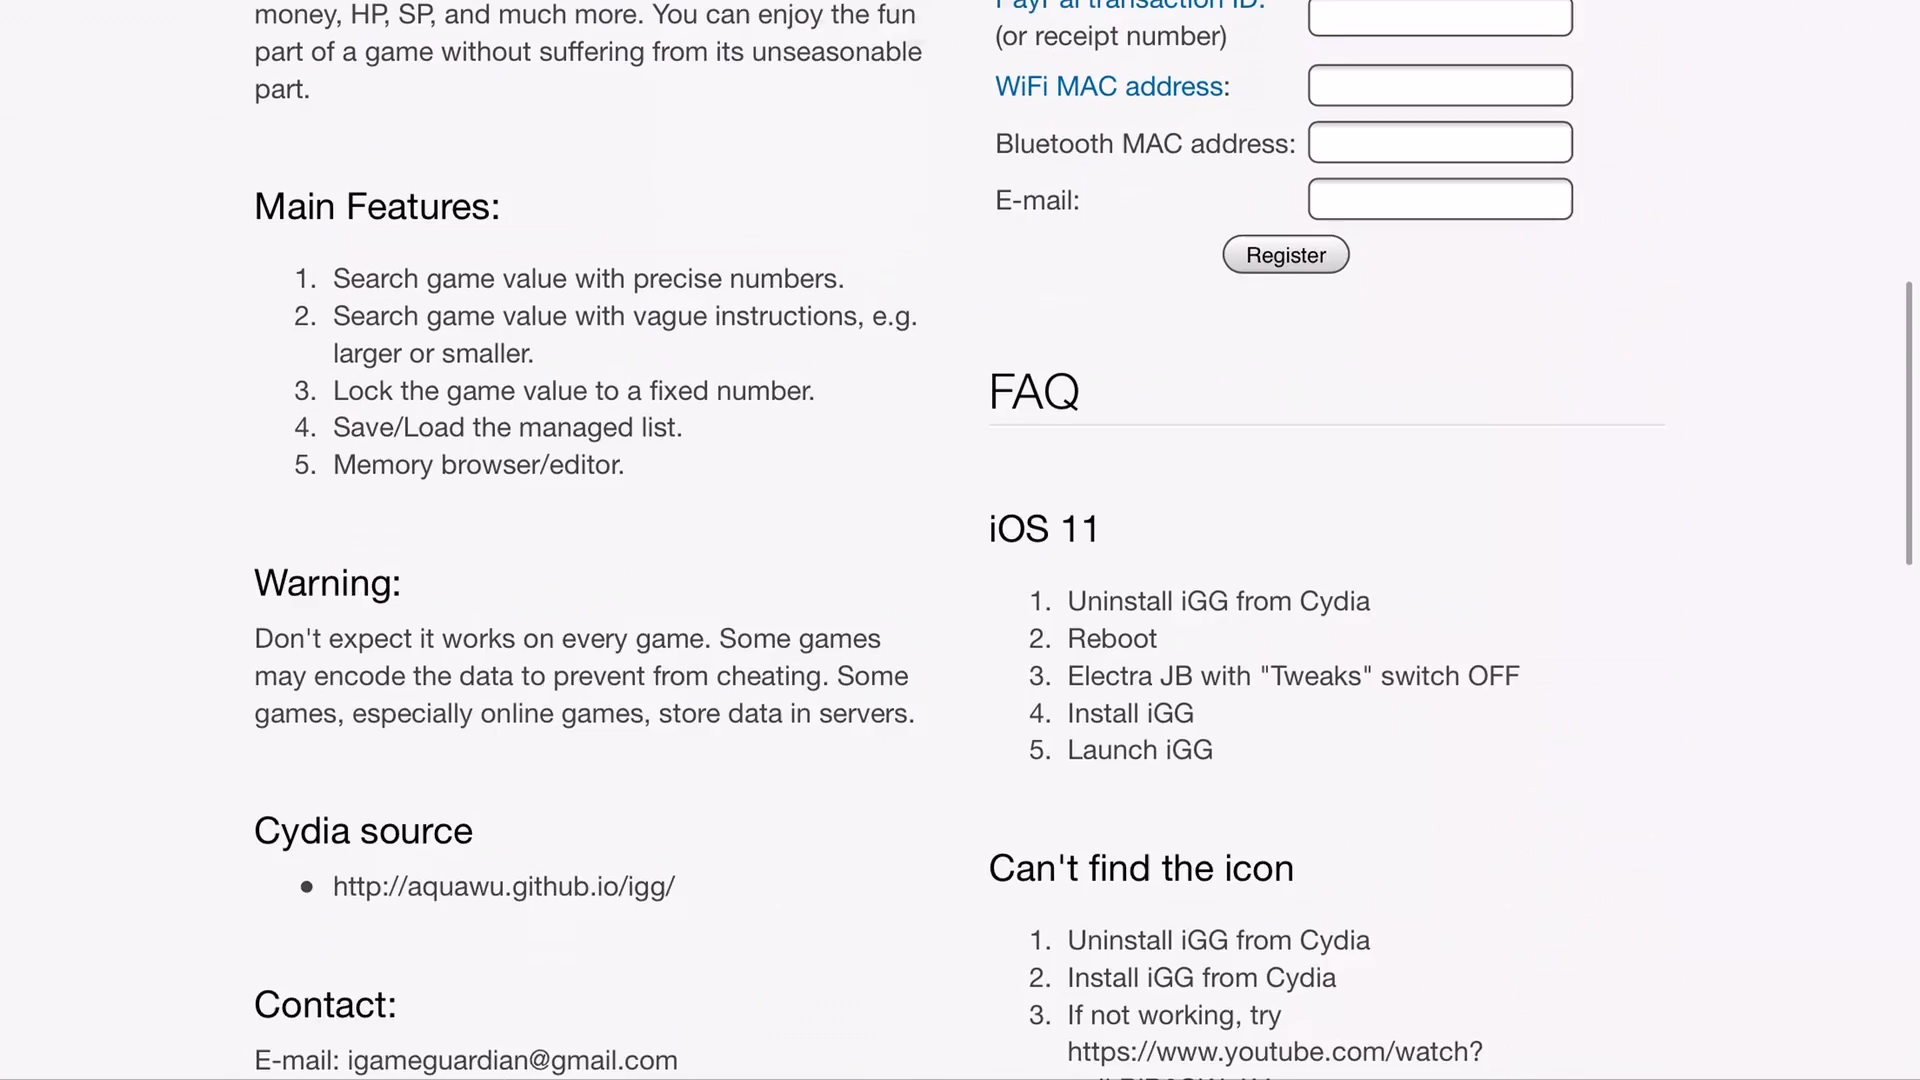 money, HP, SP, and much more. You can enjoy the fun
part of a game without suffering from its unseasonable
part.
Main Features:
1. Search game value with precise numbers.
2. Search game value with vague instructions, e.g.
larger or smaller.
3. Lock the game value to a fixed number.
4. Save/Load the managed list.
5. Memory browser/editor.
Warning:
Don't expect it works on every game. Some games
may encode the data to prevent from cheating. Some
games, especially online games, store data in servers.
Cydia source
• http://aquawu.github.io/igg/
Contact:
E-mail: igameguardian@gmail.com
PayPal transaction ID:
(or receipt number)
WiFi MAC address:
Bluetooth MAC address:
E-mail:
Register
FAQ
iOS 11
1. Uninstall iGG from Cydia
2. Reboot
3. Electra JB with "Tweaks" switch OFF
4. Install iGG
5. Launch iGG
Can't find the icon
1. Uninstall iGG from Cydia
2. Install iGG from Cydia
3. If not working, try
https://www.youtube.com/watch?